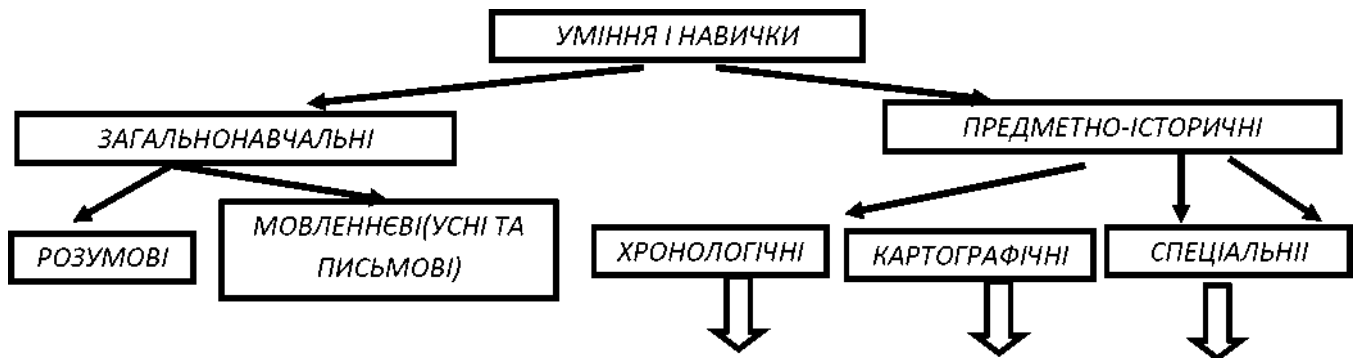 УМІННЯ І НАВИЧКИ
ЗАГАЛЬНОНАВЧАЛЬНІ
ПРЕДМЕТНО-ІСТОРИЧНІ
РОЗУМОВІ
МОВЛЕННЄВІ(УСНІ ТА
ПИСЬМОВІ)
ХРОНОЛОГІЧНІ
КАРТОГРАФІЧНІ
СПЕЦІАЛЬНІІ